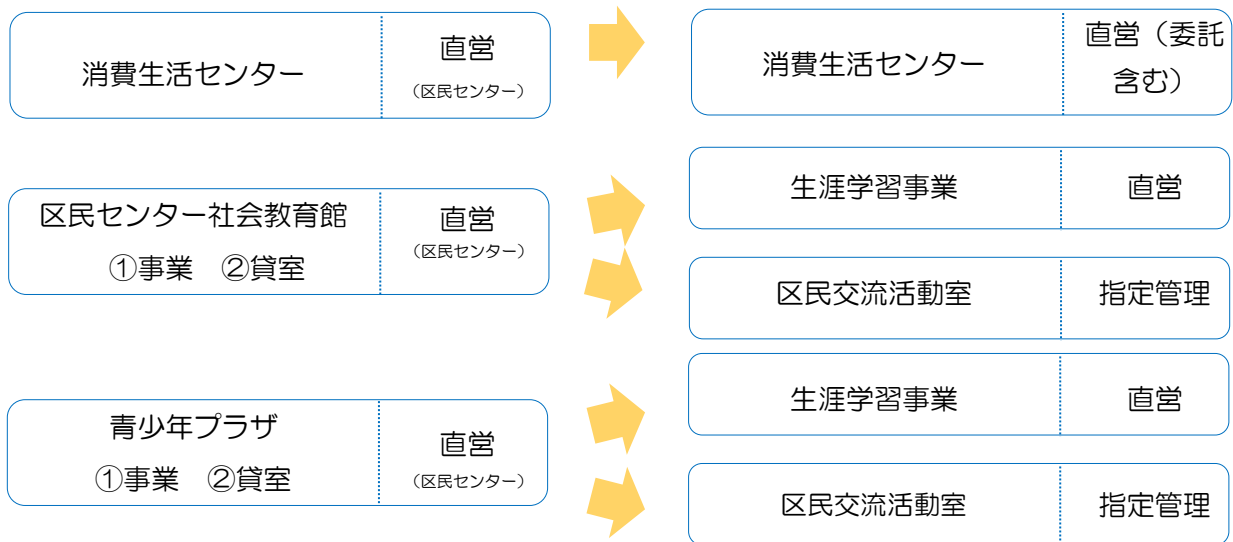 消費生活センター
直営
（区民センター）
消費生活センター
直営（委託
含む）
区民センター社会教育館
①事業　②貸室
直営
（区民センター）
生涯学習事業
直営
区民交流活動室
指定管理
青少年プラザ
①事業　②貸室
直営
（区民センター）
生涯学習事業
直営
区民交流活動室
指定管理